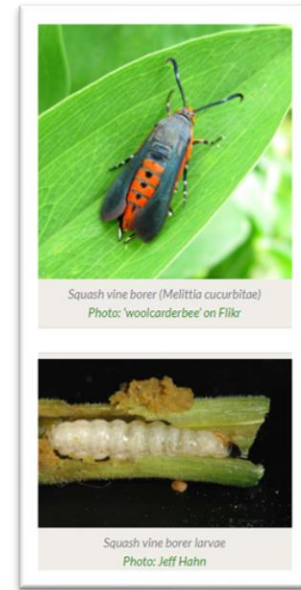 Squash vine borer (Melittia cucurbitae)
Photo: 'woolcarderbee' on Flikr
Squash vine borer larvae
Photo: Jeff Hahn